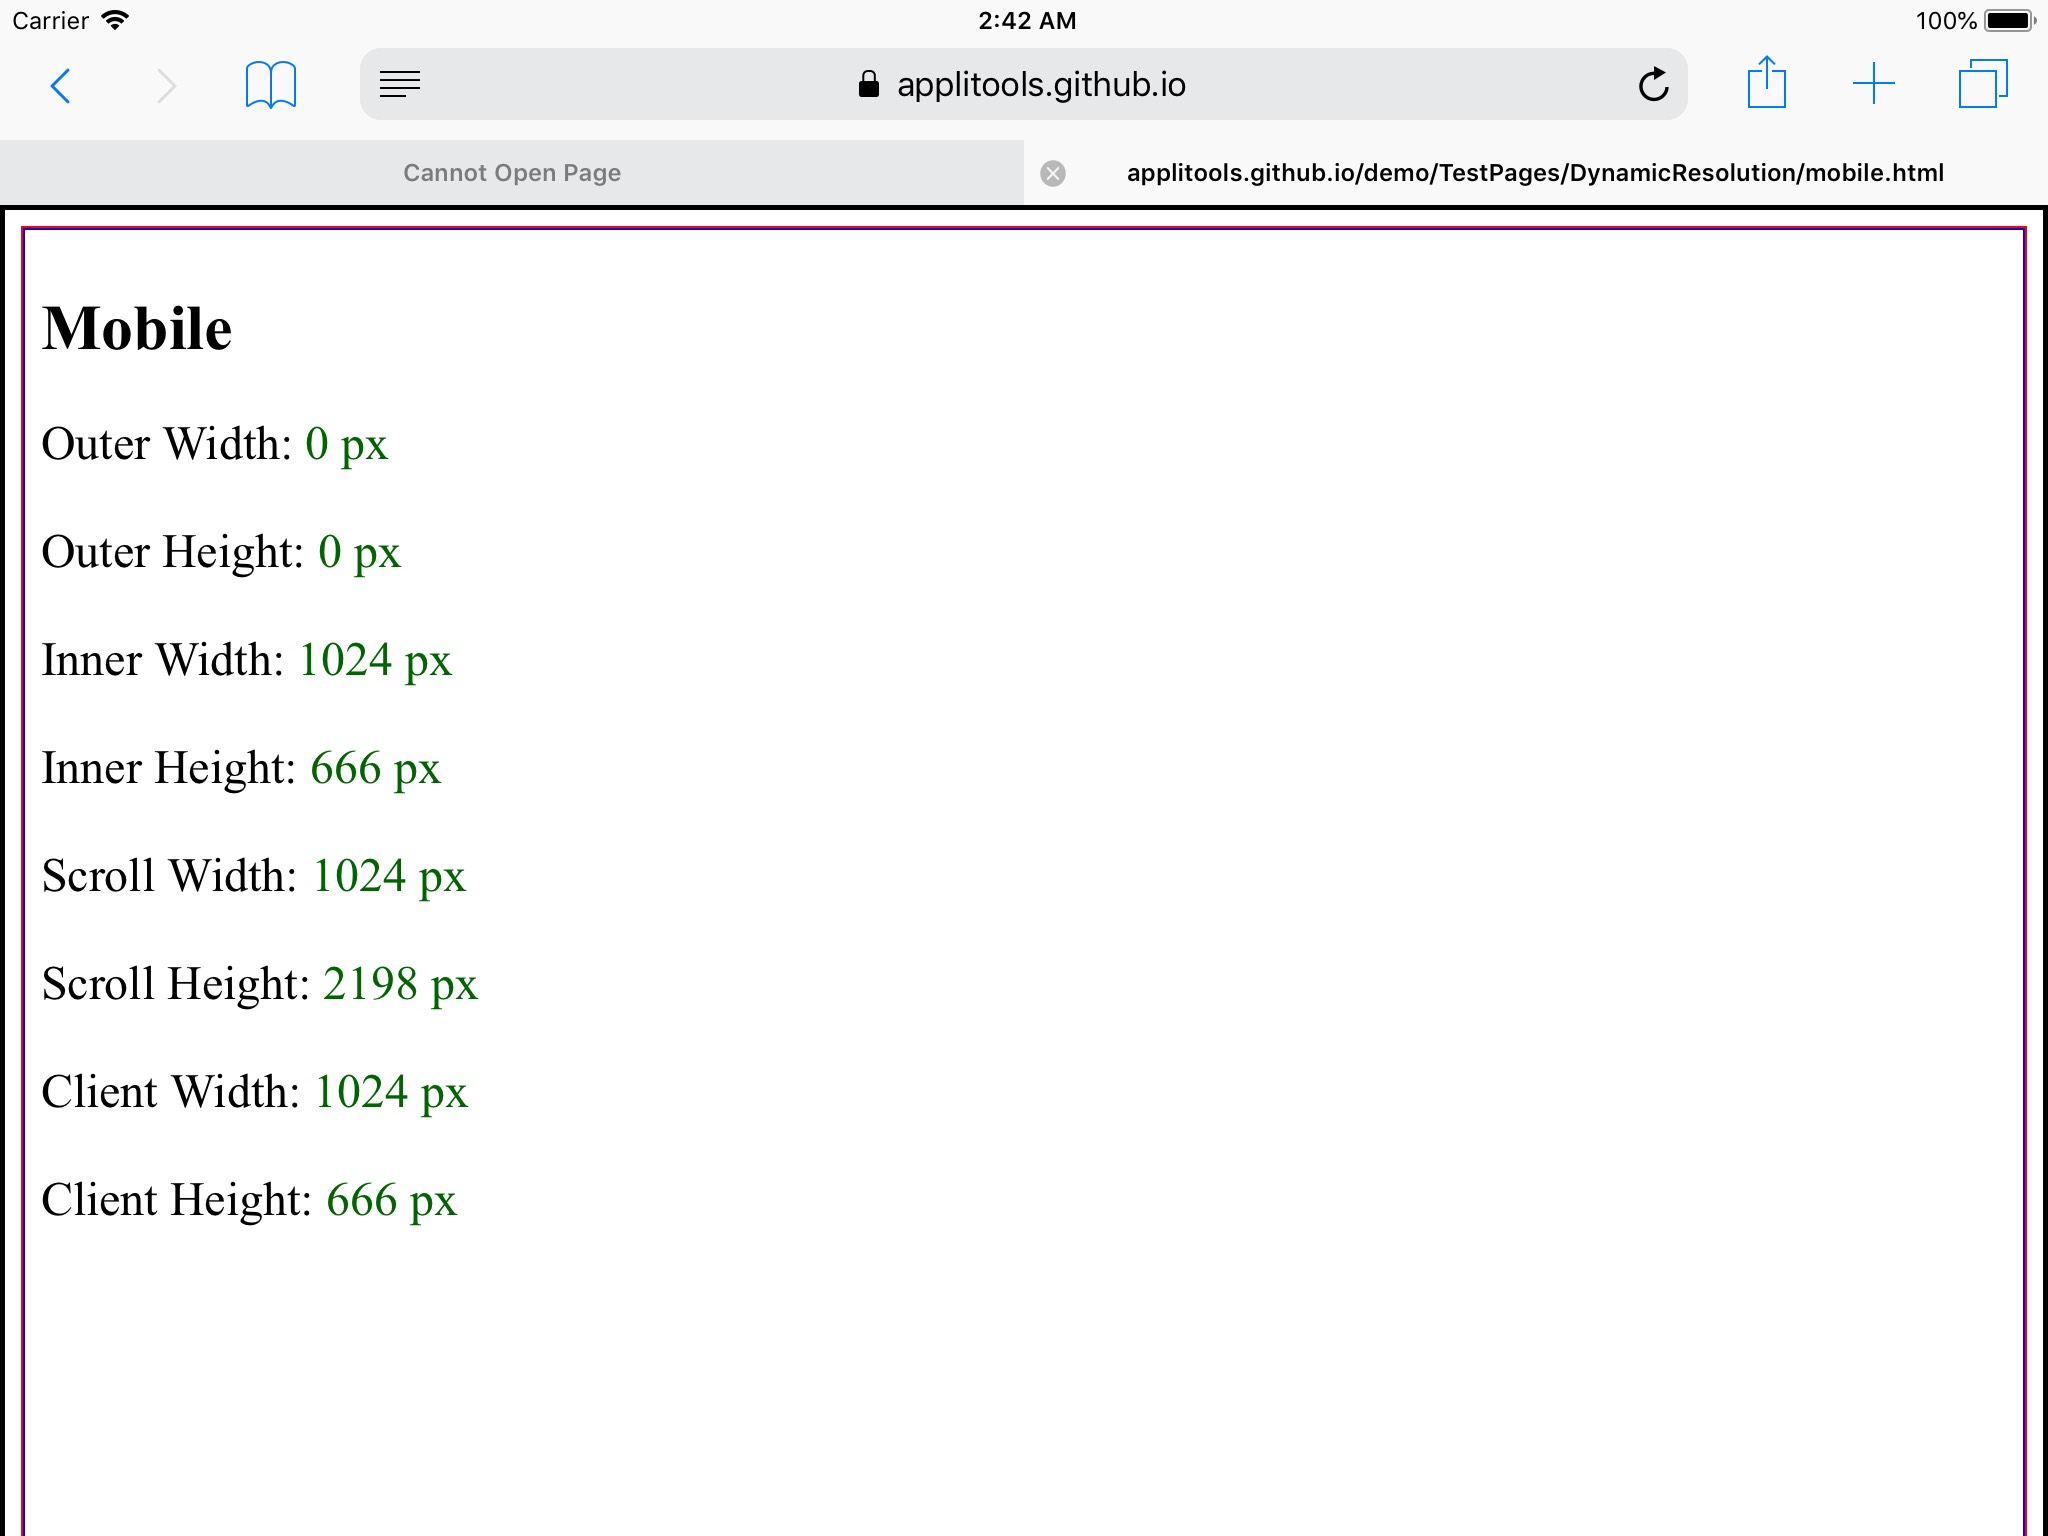 Carrier 2:42 AM 100%
applitools.github.io
Cannot Open Page applitools.github.io/demo/TestPages/DynamicResolution/mobile.html
Mobile
Outer Width: 0 px
Outer Height: 0 px
Inner Width: 1024 px
Inner Height: 666 px
Scroll Width: 1024 px
Scroll Height: 2198 px
Client Width: 1024 px
Client Height: 666 px